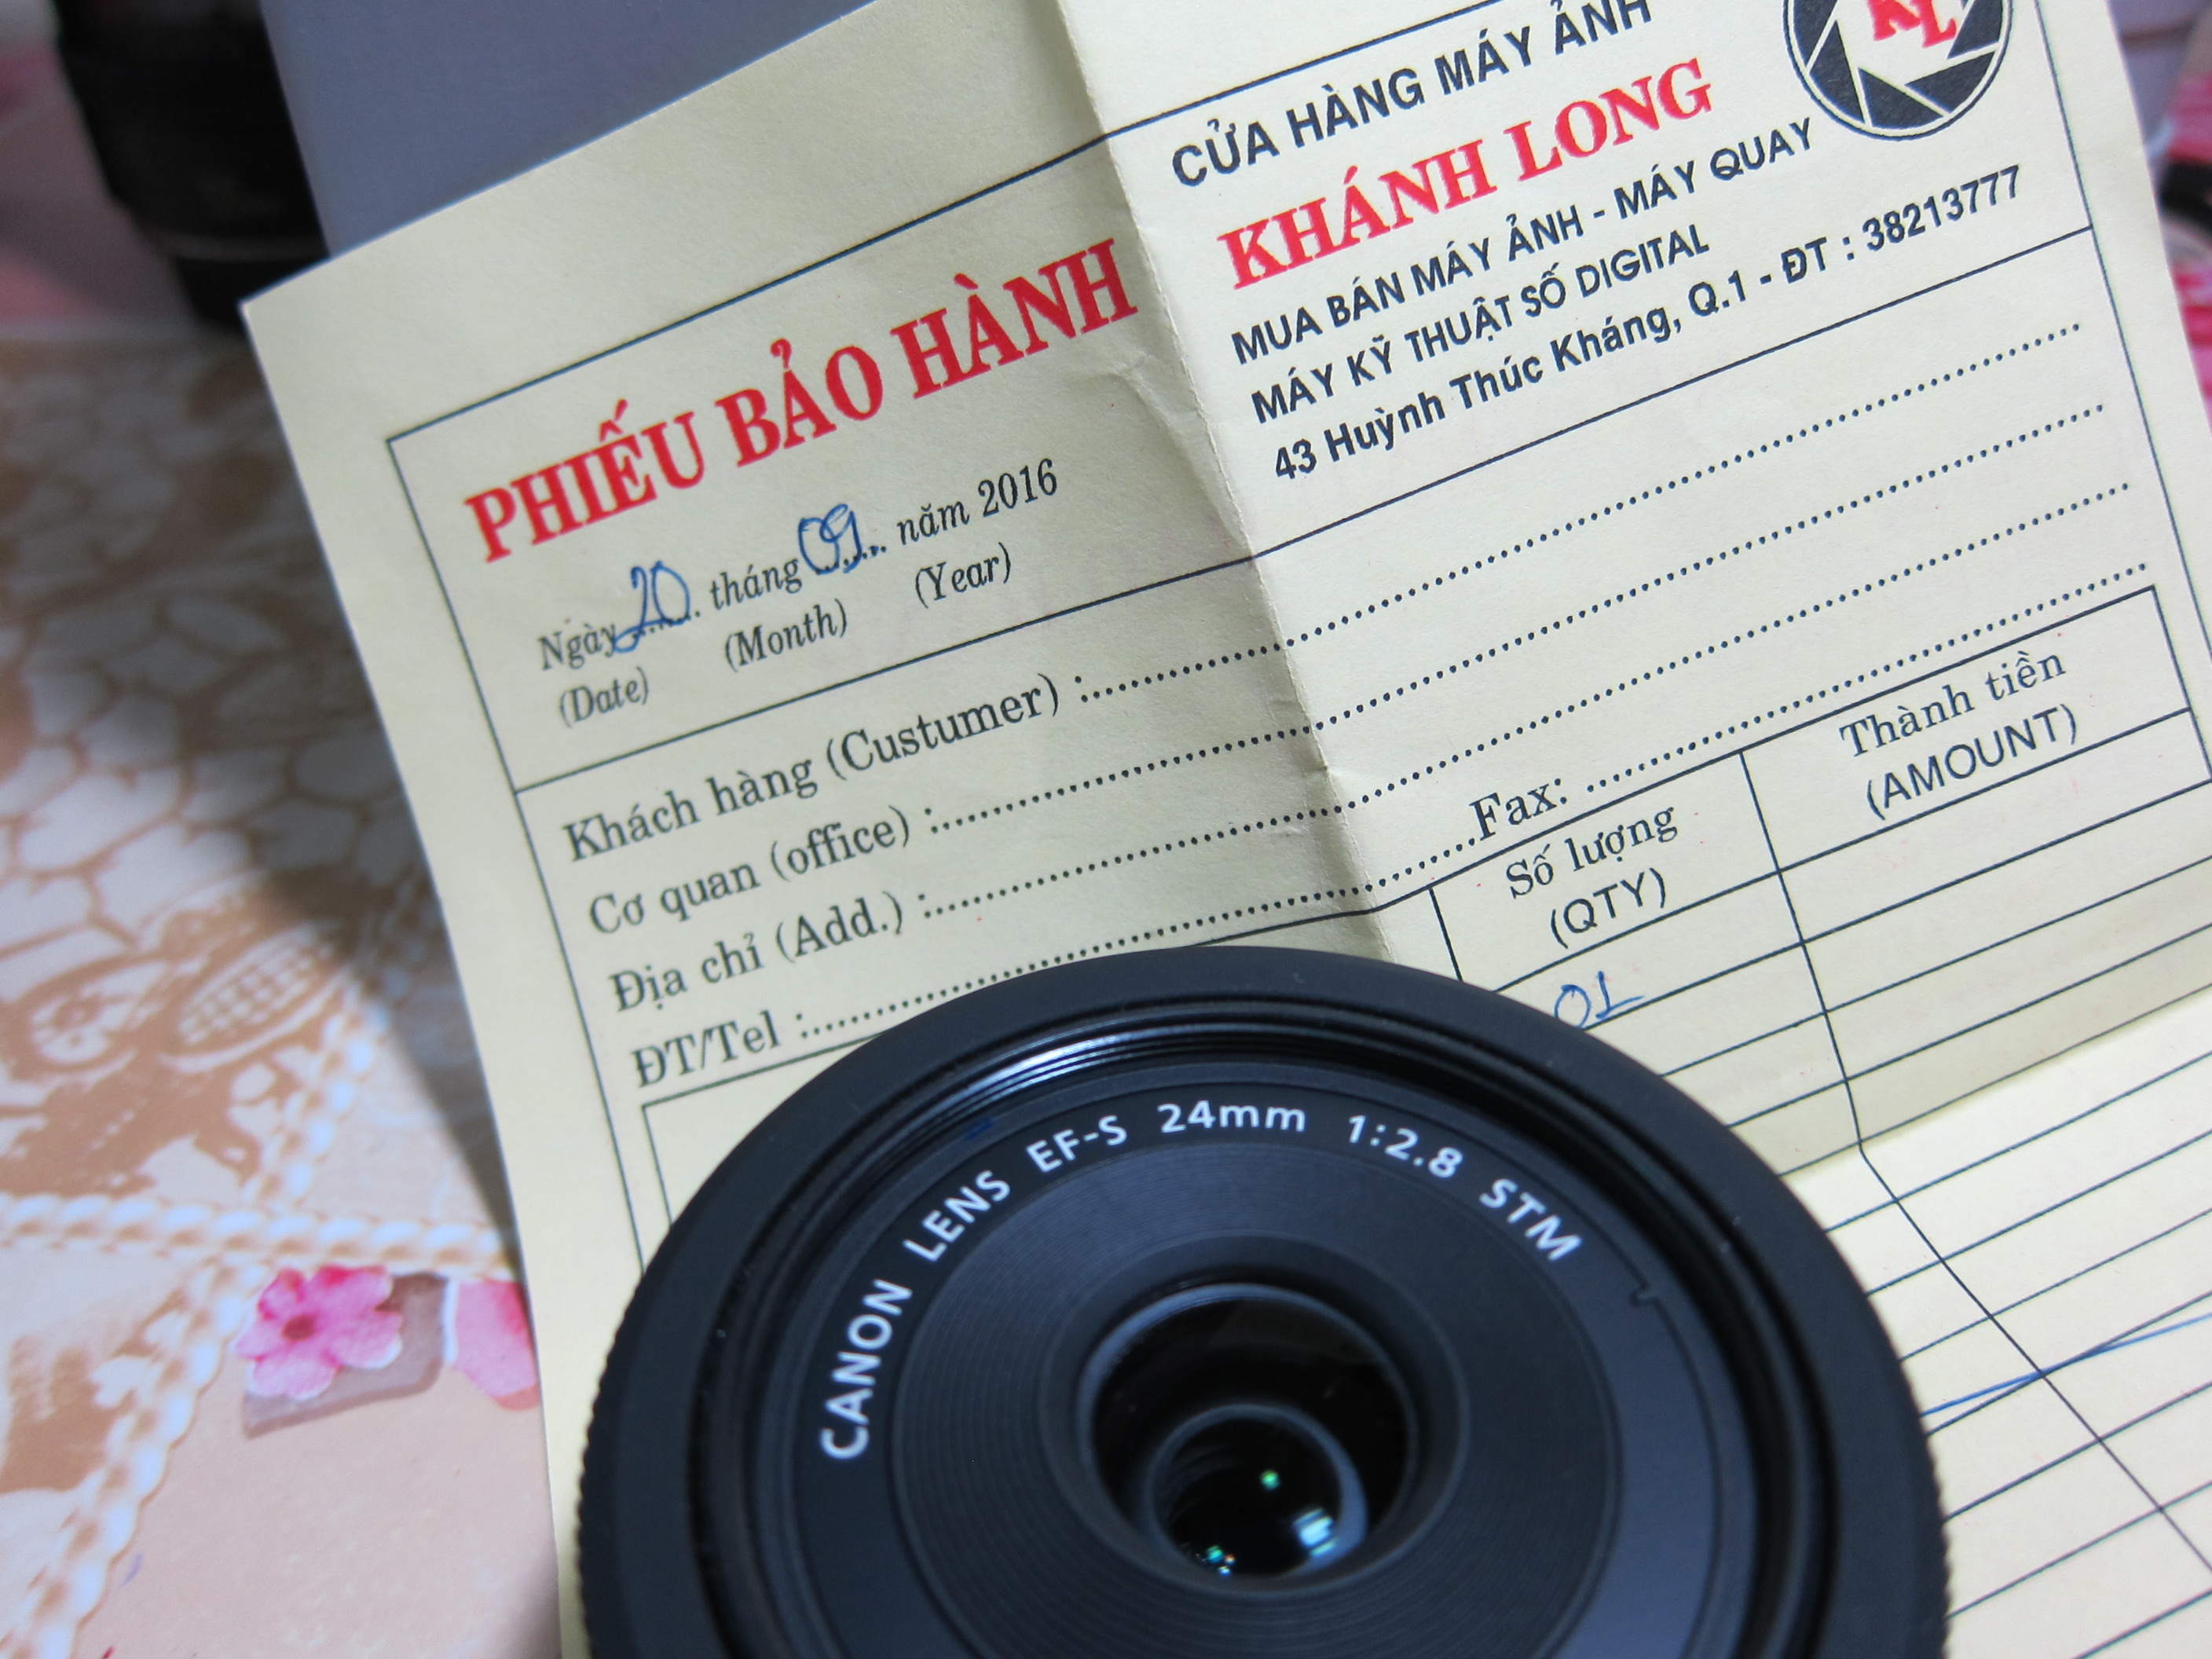 CỬA HÀNG MÁY ẢNH
KHÁNH LONG
KL
MUA BÁN MÁY ẢNH - MÁY QUAY
MÁY KỸ THUẬT SỐ DIGITAL
43 Huỳnh Thúc Kháng, Q.1 - ĐT : 38213777
PHIẾU BẢO HÀNH
Ngày 20 tháng 09 năm 2016
(Date) (Month) (Year)
Khách hàng (Custumer) :
Cơ quan (office) :
Địa chỉ (Add.) :
ĐT/Tel : Fax:
Số lượng
(QTY)
Thành tiền
(AMOUNT)
01
CANON LENS EF-S 24mm 1:2.8 STM